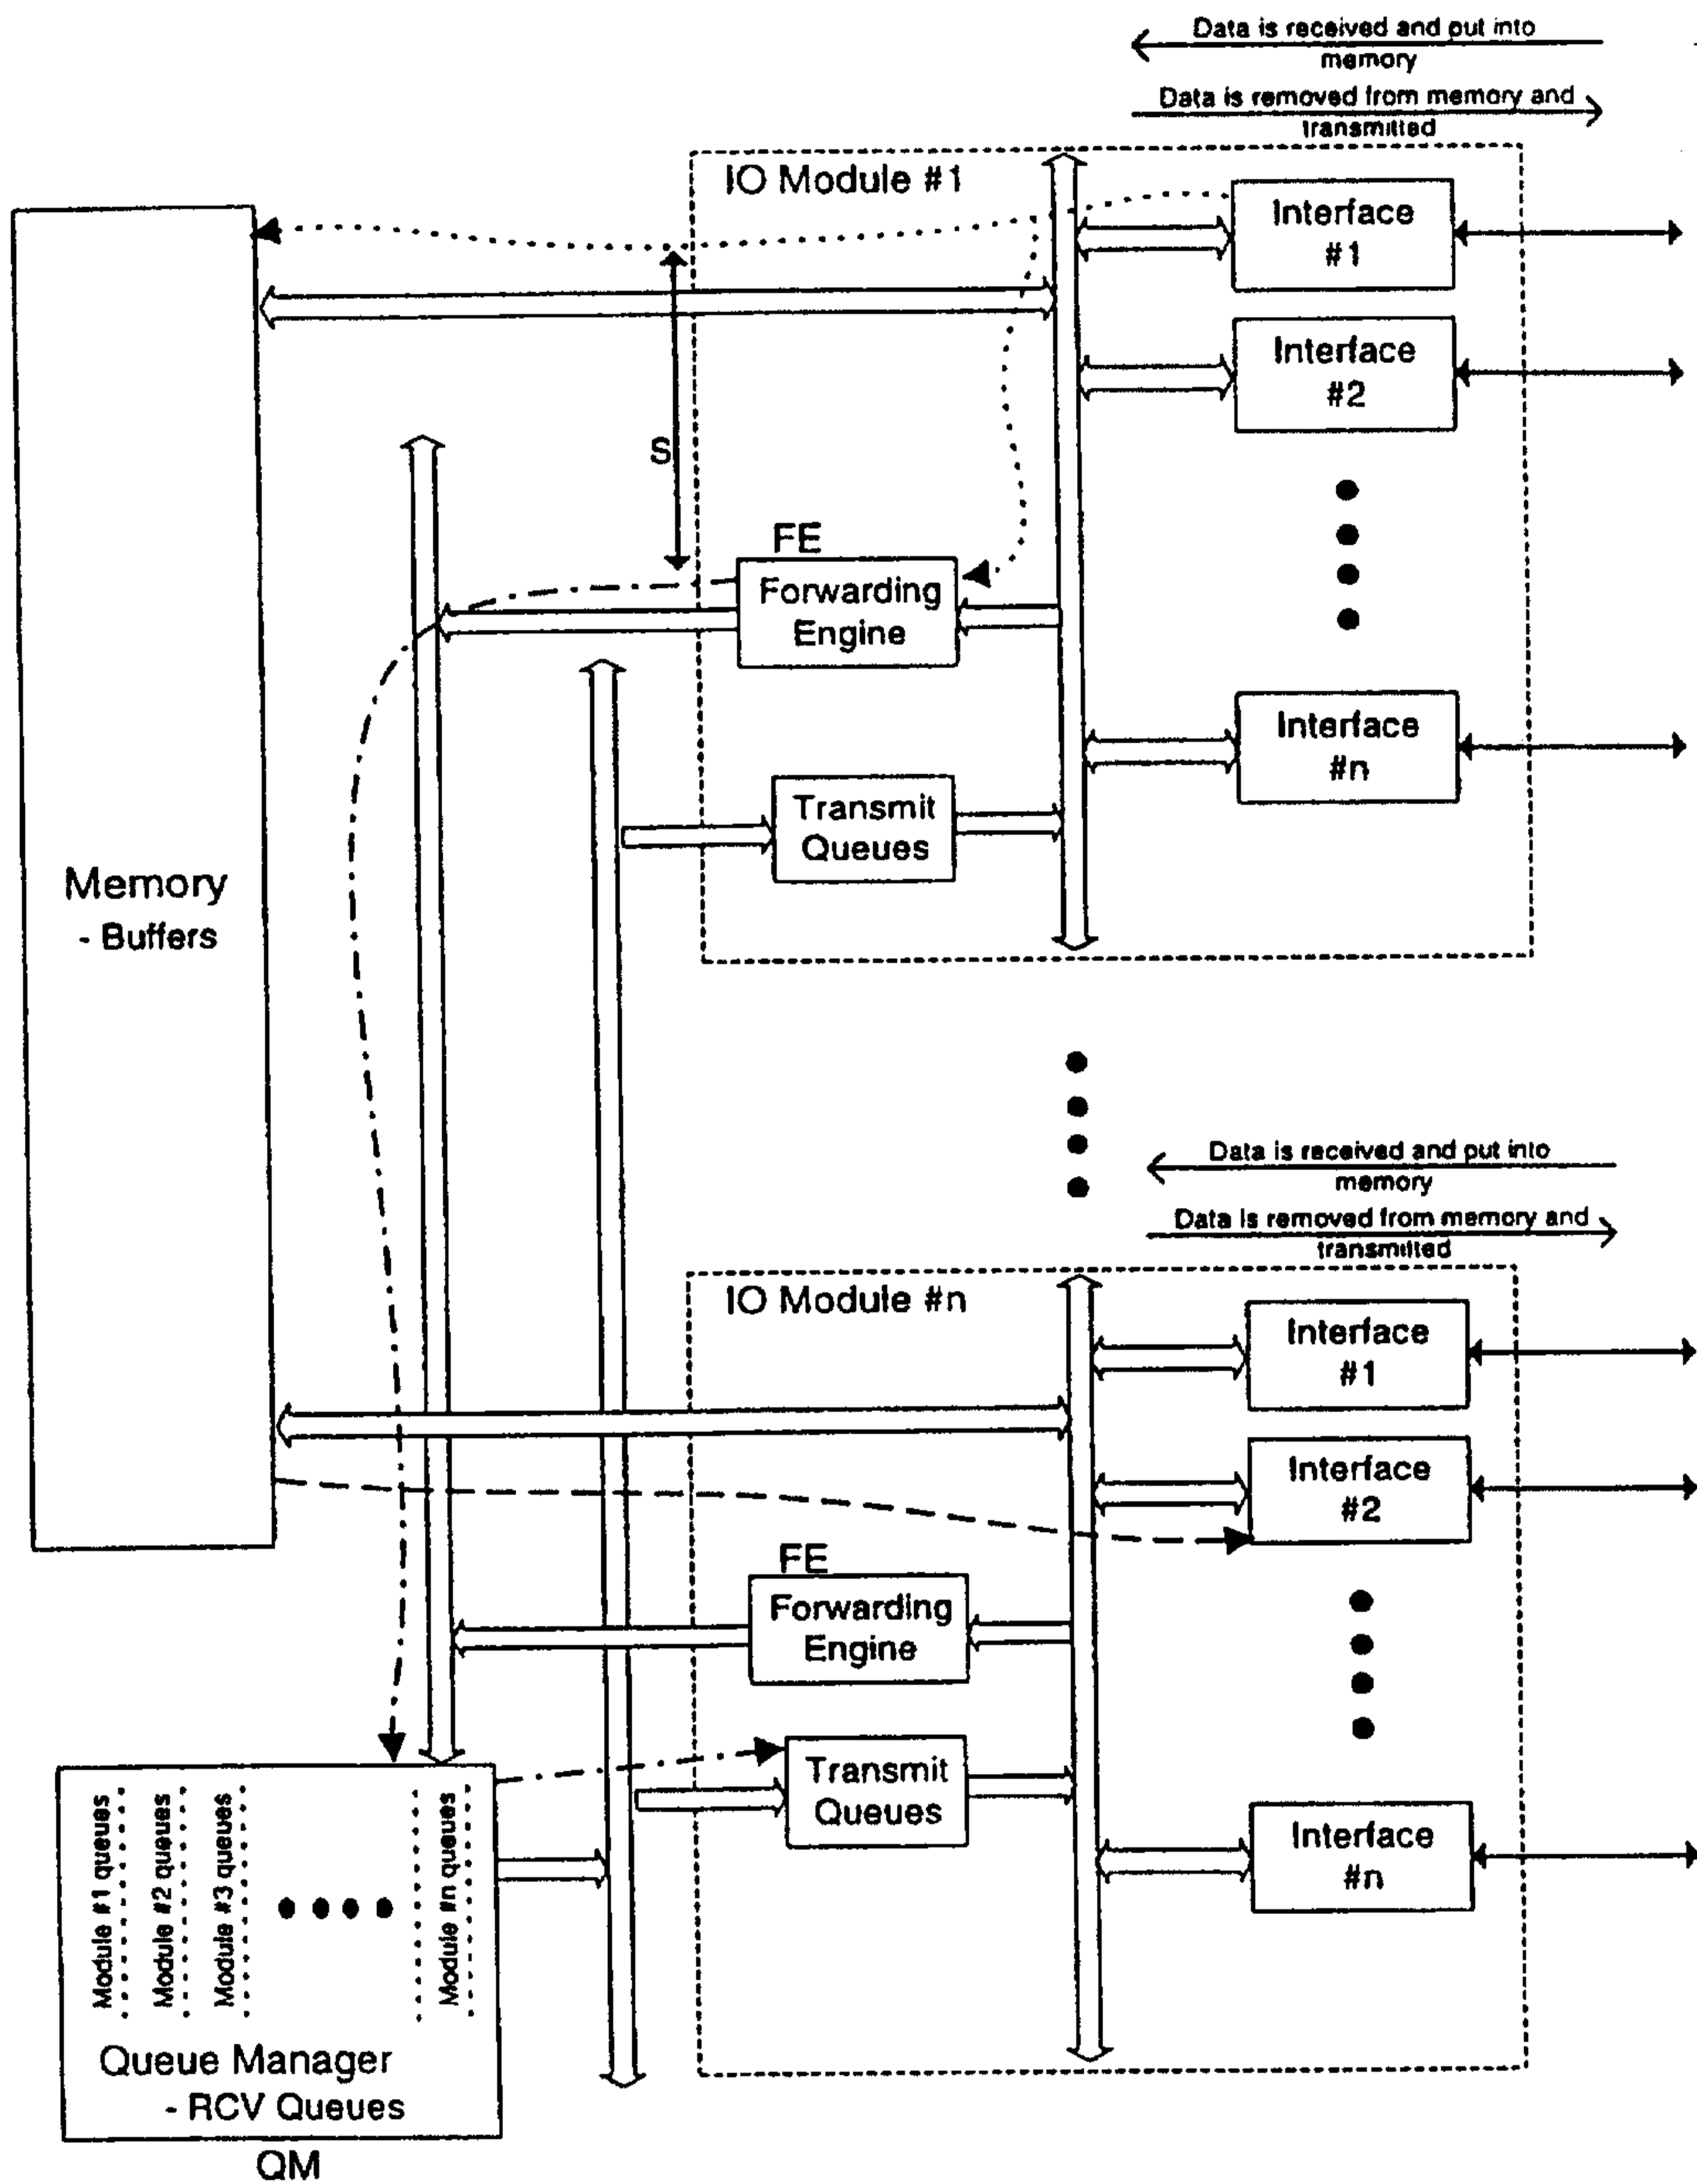 Data is received and put into
memory
Data is removed from memory and
transmitted
IO Module #1
Interface
#1
Interface
#2
S
FE
Forwarding
Engine
Interface
#n
Transmit
Queues
Memory
- Buffers
Data is received and put into
memory
Data is removed from memory and
transmitted
IO Module #n
Interface
#1
Interface
#2
FE
Forwarding
Engine
Transmit
Queues
Interface
#n
Module #1 queues
Module #2 queues
Module #3 queues
Module #n queues
Queue Manager
- RCV Queues
QM